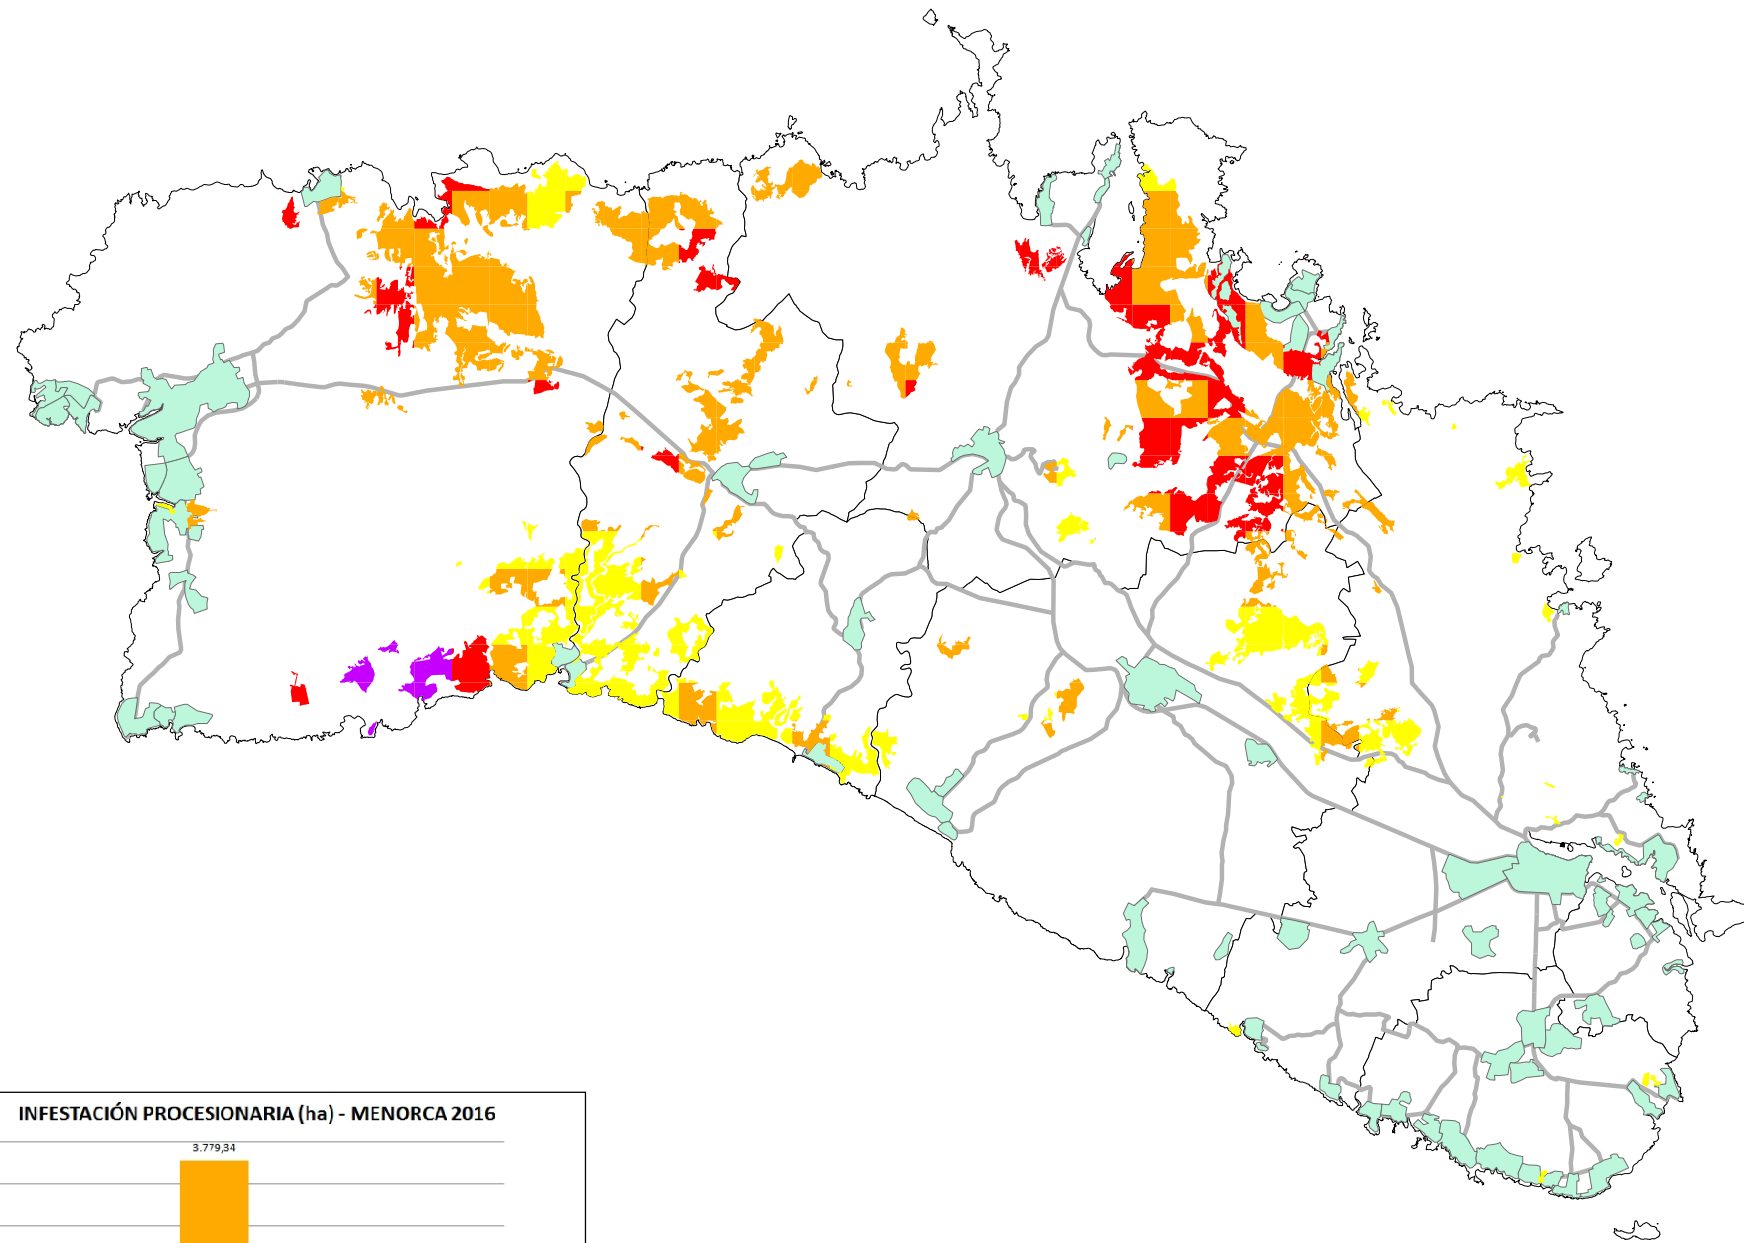 INFESTACIÓN PROCESIONARIA (ha) - MENORCA 2016
3.779,34